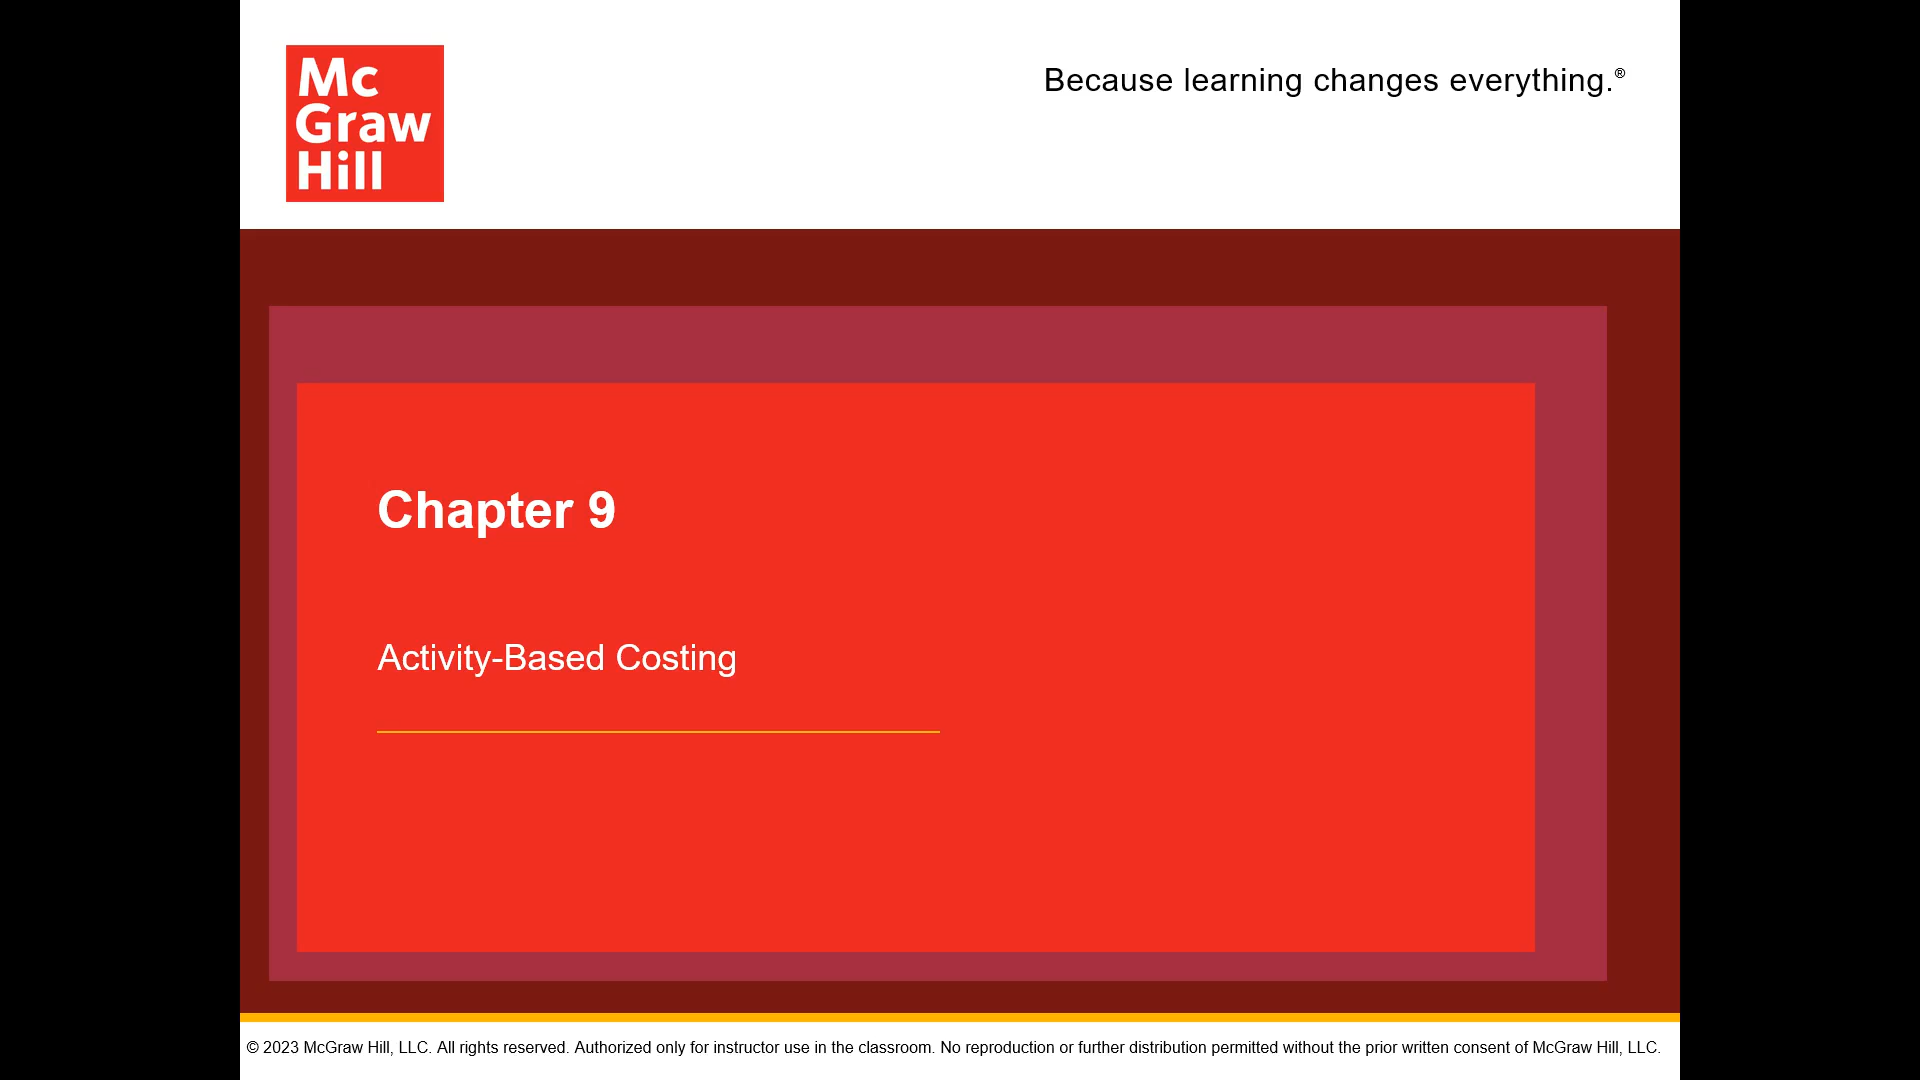 Mc
Graw
Hill
Because learning changes everything.®
Chapter 9
Activity-Based Costing
© 2023 McGraw Hill, LLC. All rights reserved. Authorized only for instructor use in the classroom. No reproduction or further distribution permitted without the prior written consent of McGraw Hill, LLC.